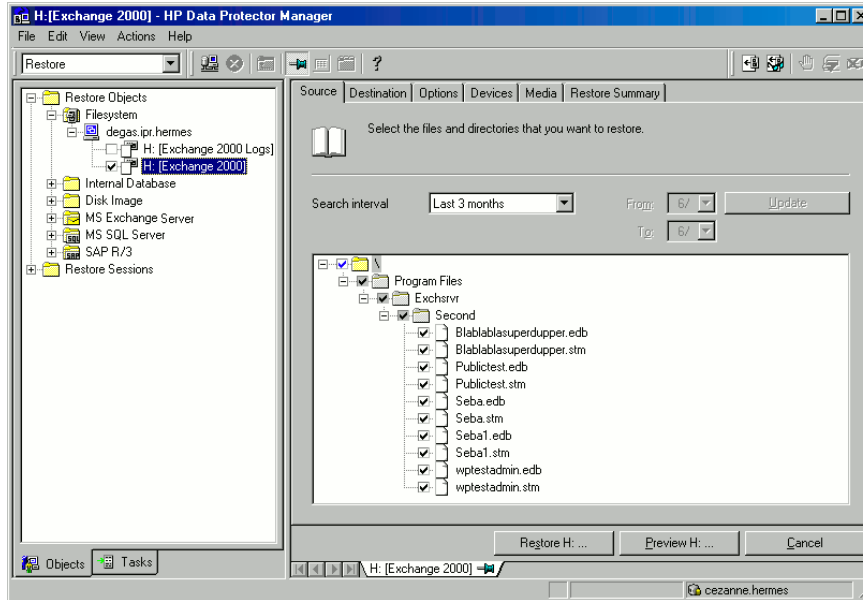 H:[Exchange 2000] - HP Data Protector Manager
File Edit View Actions Help
Restore
Restore Objects
Filesystem
degas.ipr.hermes
H: [Exchange 2000 Logs]
H: [Exchange 2000]
Internal Database
Disk Image
MS Exchange Server
MS SQL Server
SAP R/3
Restore Sessions
Objects Tasks
Source Destination Options Devices Media Restore Summary
Select the files and directories that you want to restore.
Search interval Last 3 months From: 6/ Update
To: 6/
\
Program Files
Exchsrvr
Second
Blablablasuperdupper.edb
Blablablasuperdupper.stm
Publictest.edb
Publictest.stm
Seba.edb
Seba.stm
Seba1.edb
Seba1.stm
wptestadmin.edb
wptestadmin.stm
Restore H: ... Preview H: ... Cancel
H: [Exchange 2000]
cezanne.hermes